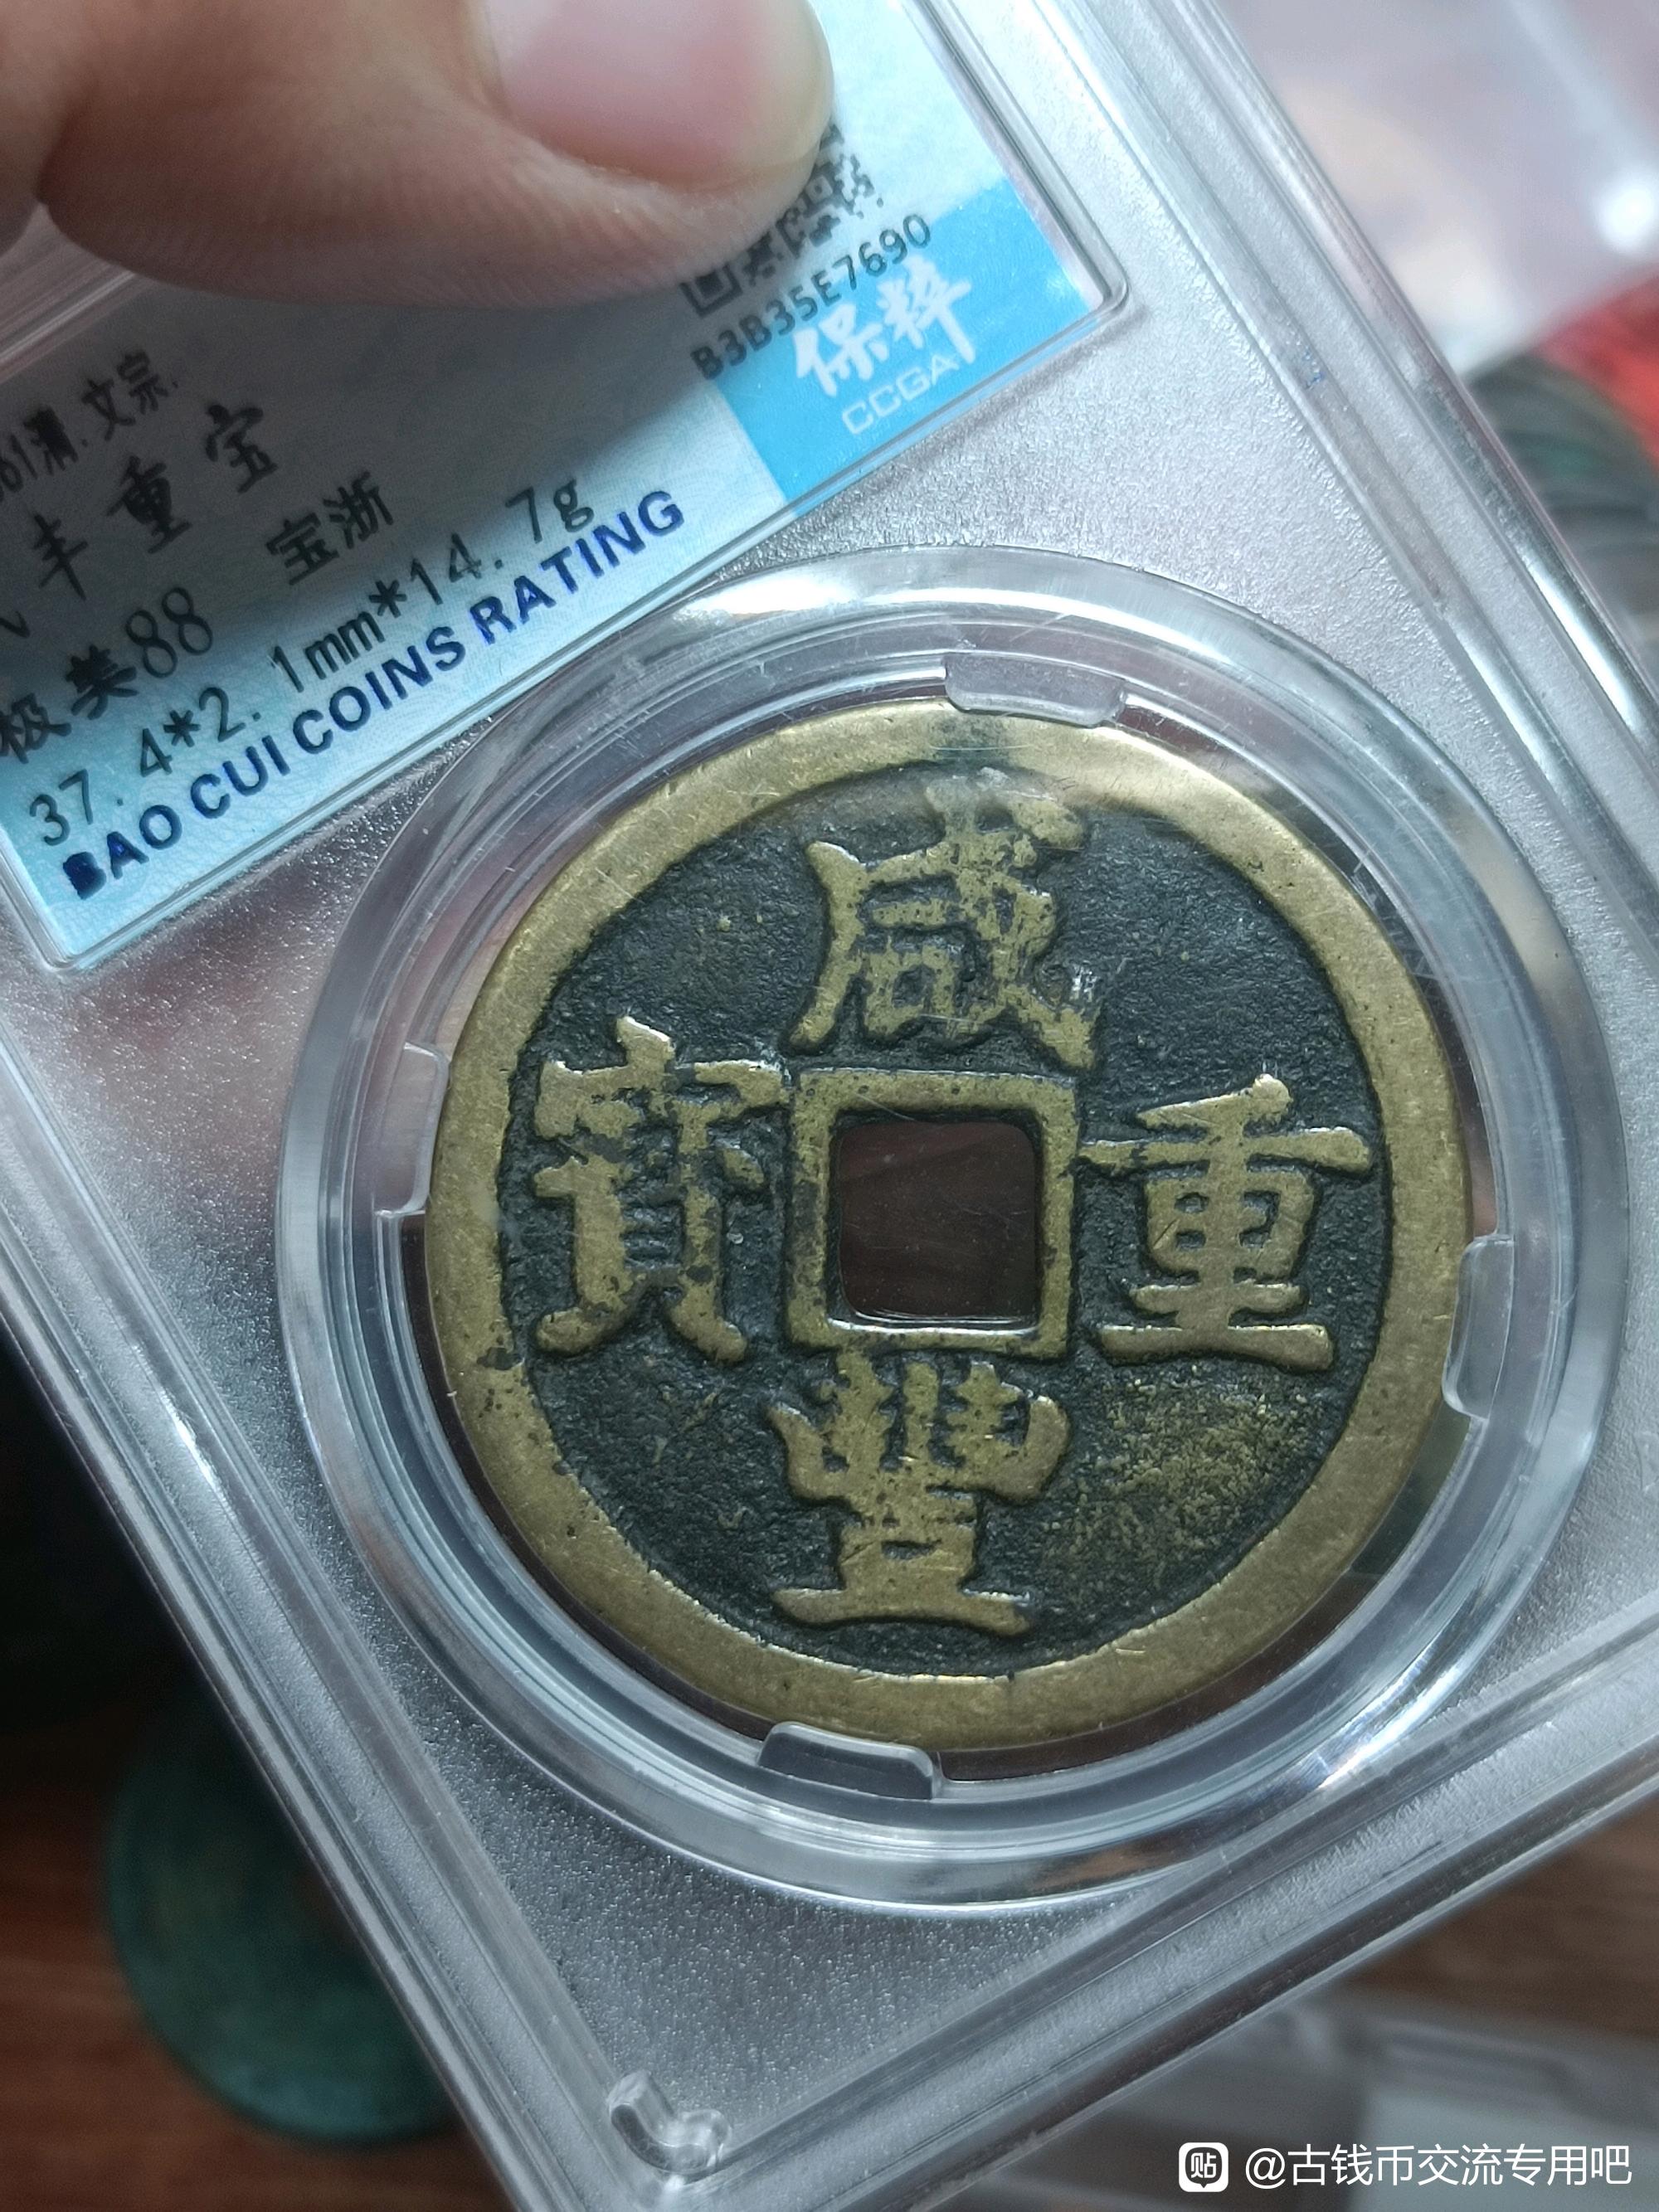 B3B35E7690
保粹
CCGA
61清.文宗.
丰重宝
宝浙
极美88
37.4*2.1mm*14.7g
BAO CUI COINS RATING
咸
寶 重
豐
貼 @古钱币交流专用吧